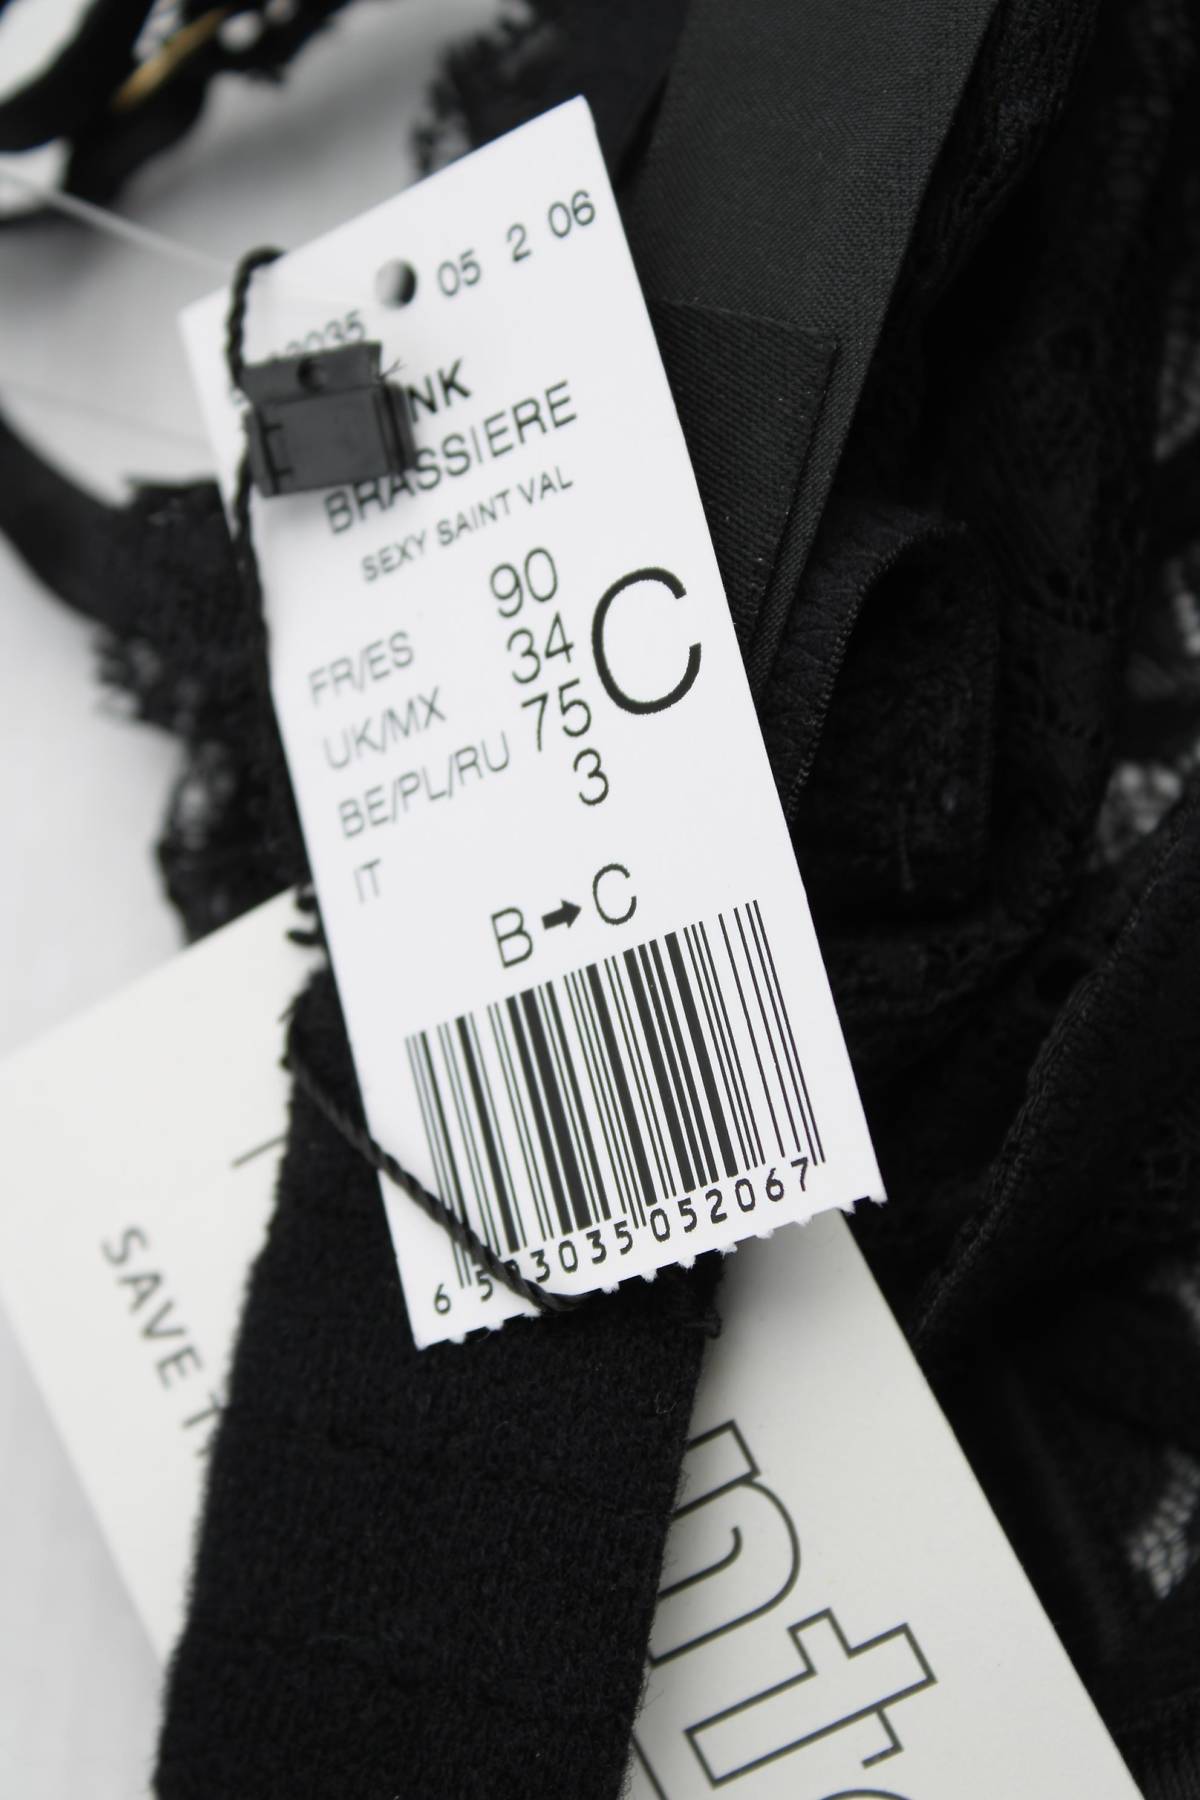 05 2 06
BRASSIERE
SEXY SAINT VAL
FR/ES 90
UK/MX 34
BE/PL/RU 75
IT 3
C
B➡C
SAVE